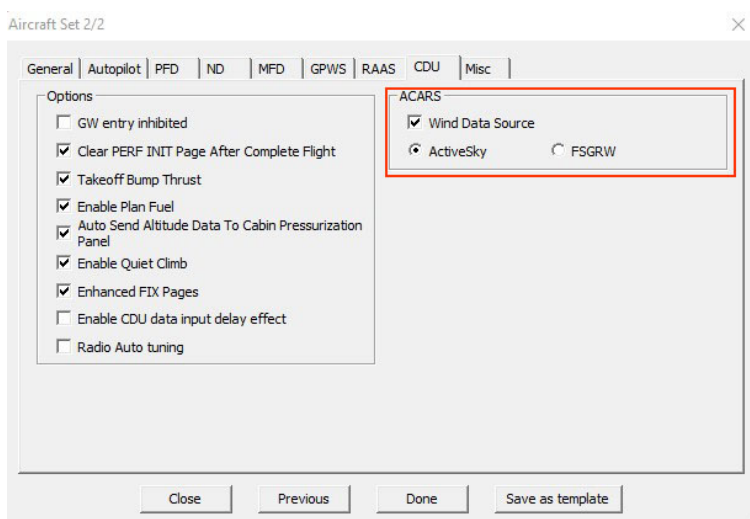 Aircraft Set 2/2
General Autopilot PFD ND MFD GPWS RAAS CDU Misc
Options
GW entry inhibited
Clear PERF INIT Page After Complete Flight
Takeoff Bump Thrust
Enable Plan Fuel
Auto Send Altitude Data To Cabin Pressurization
Panel
Enable Quiet Climb
Enhanced FIX Pages
Enable CDU data input delay effect
Radio Auto tuning
ACARS
Wind Data Source
ActiveSky FSGRW
Close Previous Done Save as template